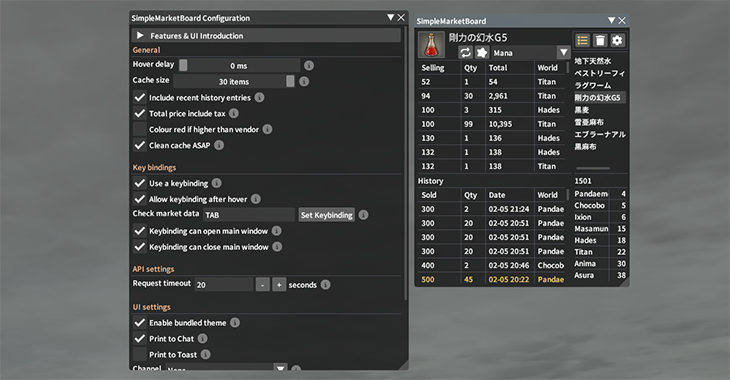 SimpleMarketBoard Configuration
Features & UI Introduction
General
Hover delay 0 ms
Cache size 30 items
Include recent history entries
Total price include tax
Colour red if higher than vendor
Clean cache ASAP
Key bindings
Use a keybinding
Allow keybinding after hover
Check market data TAB Set Keybinding
Keybinding can open main window
Keybinding can close main window
API settings
Request timeout 20 - + seconds
UI settings
Enable bundled theme
Print to Chat
Print to Toast
Channel None
SimpleMarketBoard
剛力の幻水G5
Mana
Selling Qty Total World
52 1 54 Titan
94 30 2,961 Titan
100 3 315 Hades
100 99 10,395 Titan
130 1 136 Hades
132 1 138 Hades
132 1 138 Titan
History
Sold Qty Date World
300 2 02-05 21:24 Pandae
300 20 02-05 20:51 Pandae
300 20 02-05 20:51 Pandae
300 20 02-05 20:51 Pandae
400 2 02-05 20:46 Chocob
500 45 02-05 20:22 Pandae
地下天然水
ベストリーフィ
ラグワーム
剛力の幻水G5
黒麦
雪亜麻布
エブラーナアル
黒麻布
1501
Pandaem 4
Chocobo 5
Ixion 6
Masamun 15
Hades 18
Titan 22
Anima 30
Asura 38